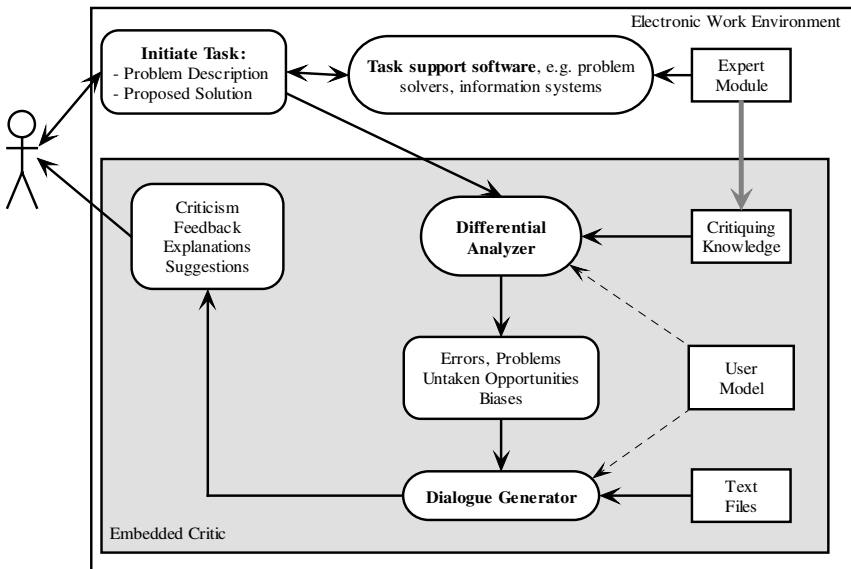 Electronic Work Environment
Initiate Task:
- Problem Description
- Proposed Solution
Task support software, e.g. problem
solvers, information systems
Expert
Module
Criticism
Feedback
Explanations
Suggestions
Differential
Analyzer
Critiquing
Knowledge
Errors, Problems
Untaken Opportunities
Biases
User
Model
Dialogue Generator
Text
Files
Embedded Critic